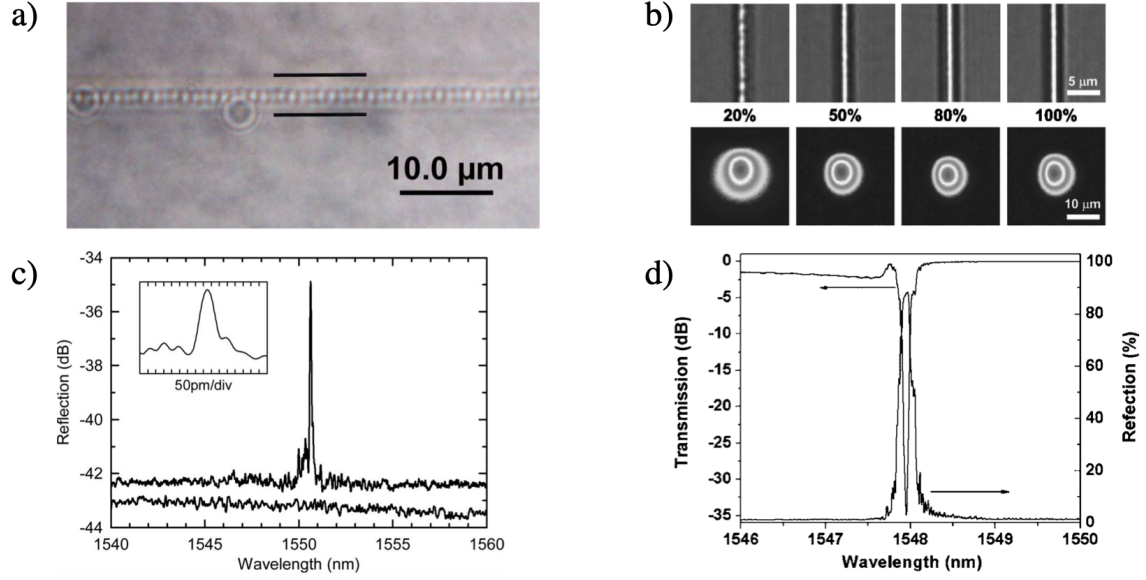 a)
10.0 μm
b)
5 μm
20% 50% 80% 100%
10 μm
c)
-34
-36
-38
-40
-42
-44
Reflection (dB)
50pm/div
1540 1545 1550 1555 1560
Wavelength (nm)
d)
0
-5
-10
-15
-20
-25
-30
-35
Transmission (dB)
100
80
60
40
20
0
Refection (%)
1546 1547 1548 1549 1550
Wavelength (nm)